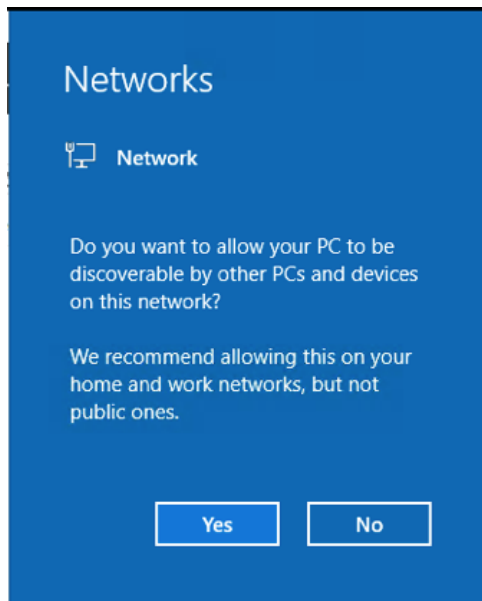 Networks
Network
Do you want to allow your PC to be
discoverable by other PCs and devices
on this network?
We recommend allowing this on your
home and work networks, but not
public ones.
Yes
No